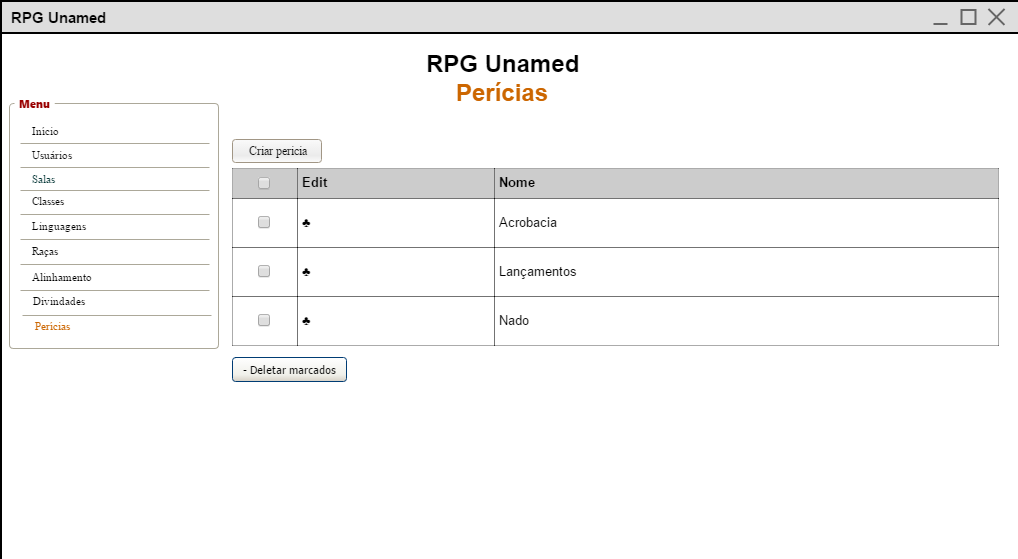 RPG Unamed
RPG Unamed
Perícias
Menu
Início
Usuários
Salas
Classes
Linguagens
Raças
Alinhamento
Divindades
Perícias
Criar perícia
Edit Nome
♣ Acrobacia
♣ Lançamentos
♣ Nado
- Deletar marcados